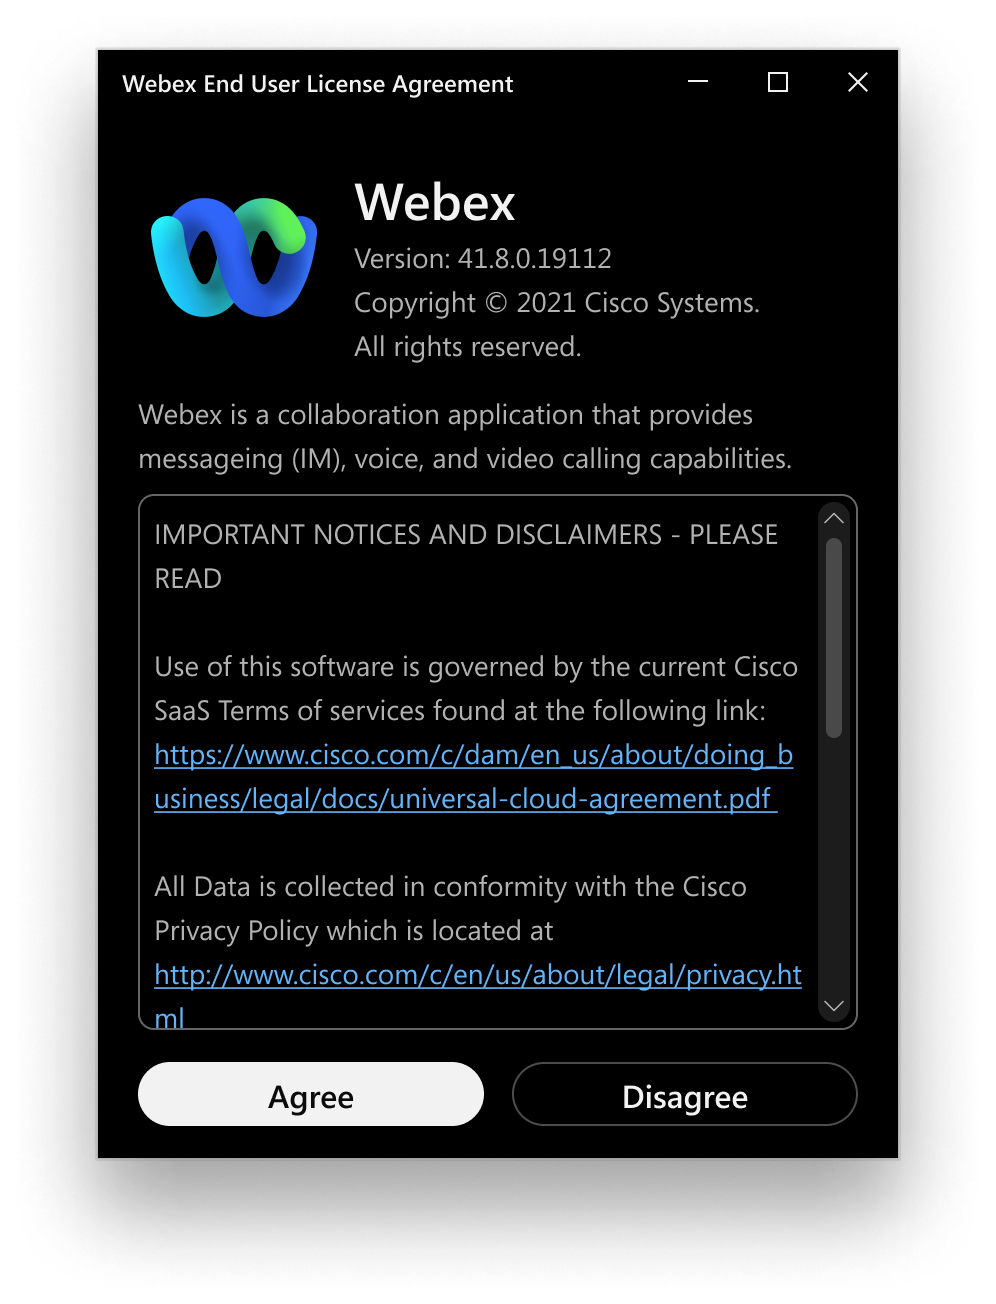 Webex End User License Agreement
Webex
Version: 41.8.0.19112
Copyright © 2021 Cisco Systems.
All rights reserved.
Webex is a collaboration application that provides
messageing (IM), voice, and video calling capabilities.
IMPORTANT NOTICES AND DISCLAIMERS - PLEASE
READ
Use of this software is governed by the current Cisco
SaaS Terms of services found at the following link:
https://www.cisco.com/c/dam/en_us/about/doing_b
usiness/legal/docs/universal-cloud-agreement.pdf
All Data is collected in conformity with the Cisco
Privacy Policy which is located at
http://www.cisco.com/c/en/us/about/legal/privacy.ht
ml
Agree
Disagree